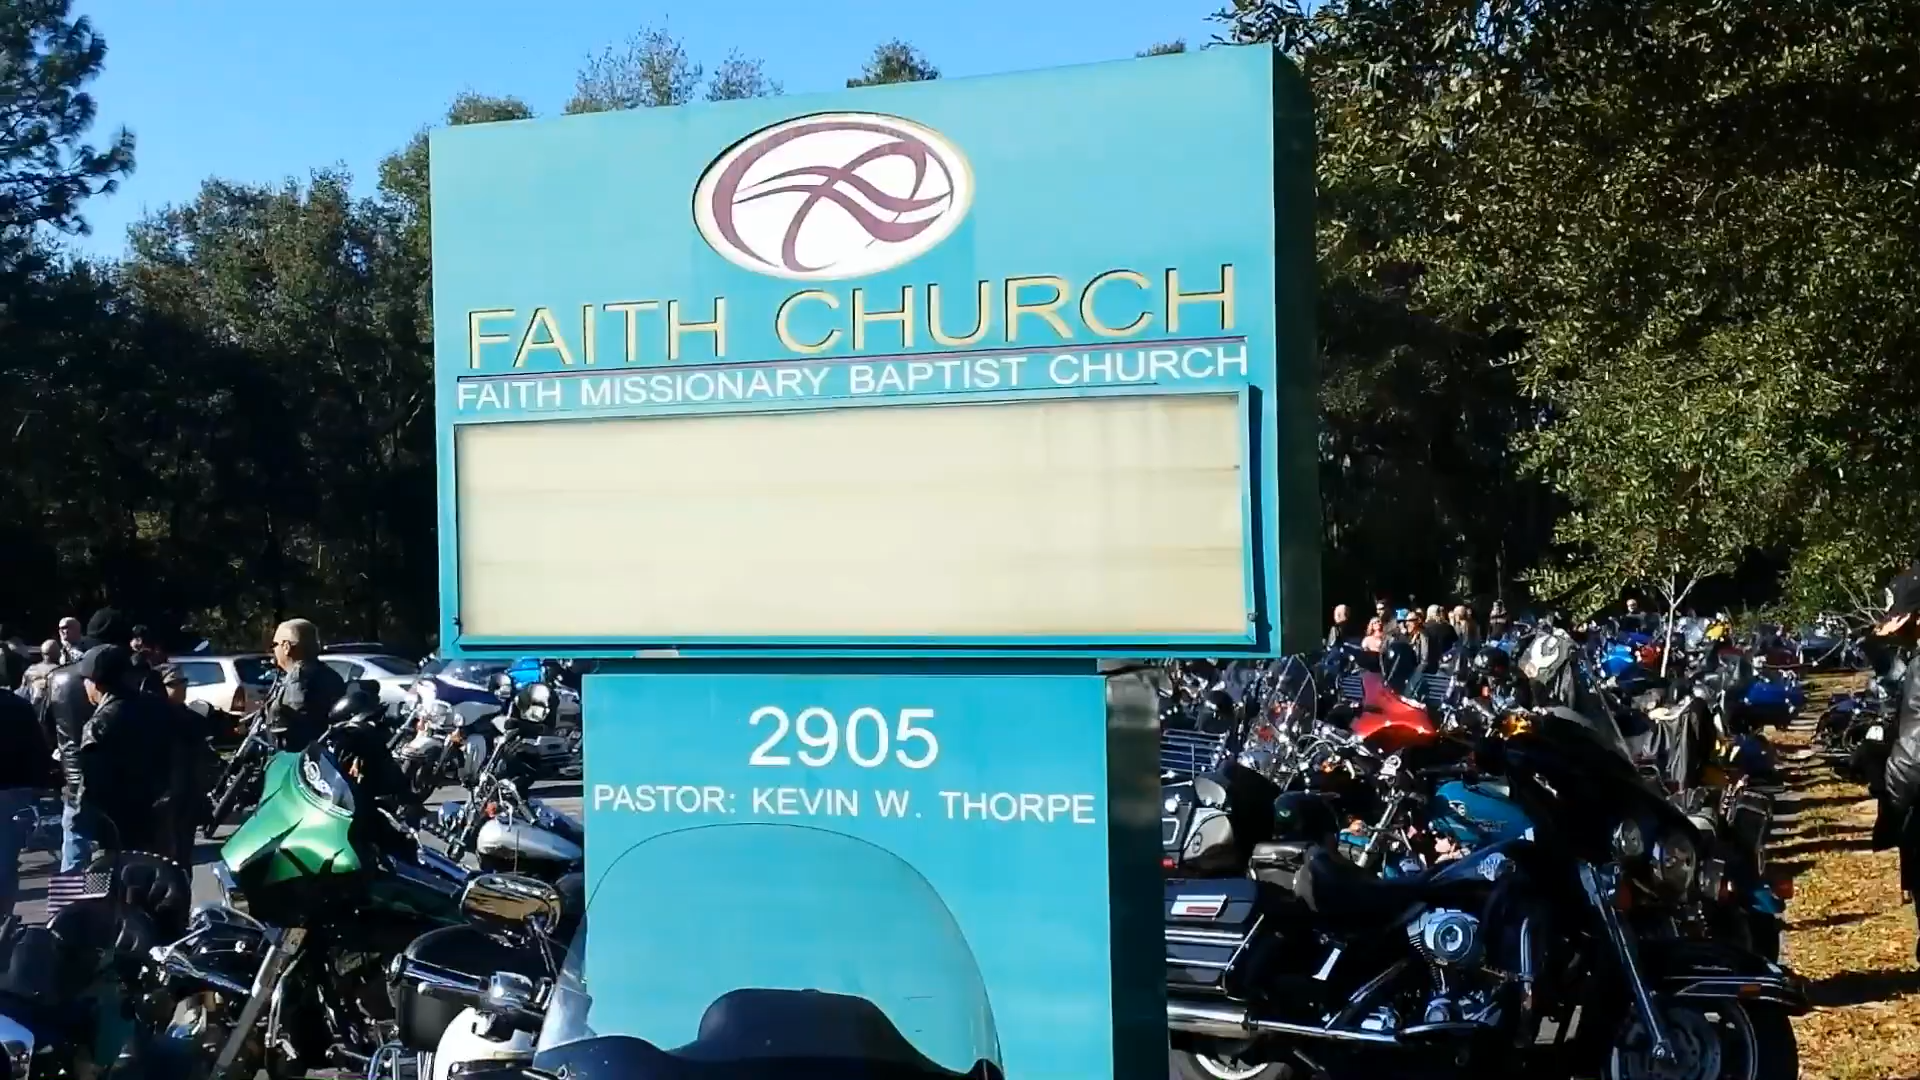 FAITH CHURCH
FAITH MISSIONARY BAPTIST CHURCH
2905
PASTOR: KEVIN W. THORPE